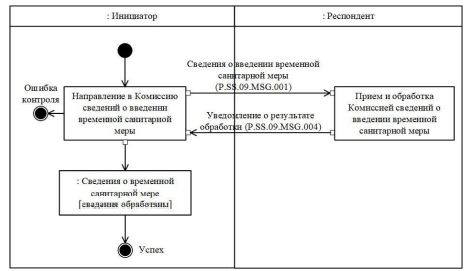 : Инициатор
: Респондент
Сведения о введении временной
санитарной меры
(P.SS.09.MSG.001)
Ошибка
контроля
Направление в Комиссию
сведений о введении
временной санитарной
меры
Прием и обработка
Комиссией сведений о
введении временной
санитарной меры
Уведомление о результате
обработки (P.SS.09.MSG.004)
: Сведения о временной
санитарной мере
[сведения обработаны]
Успех